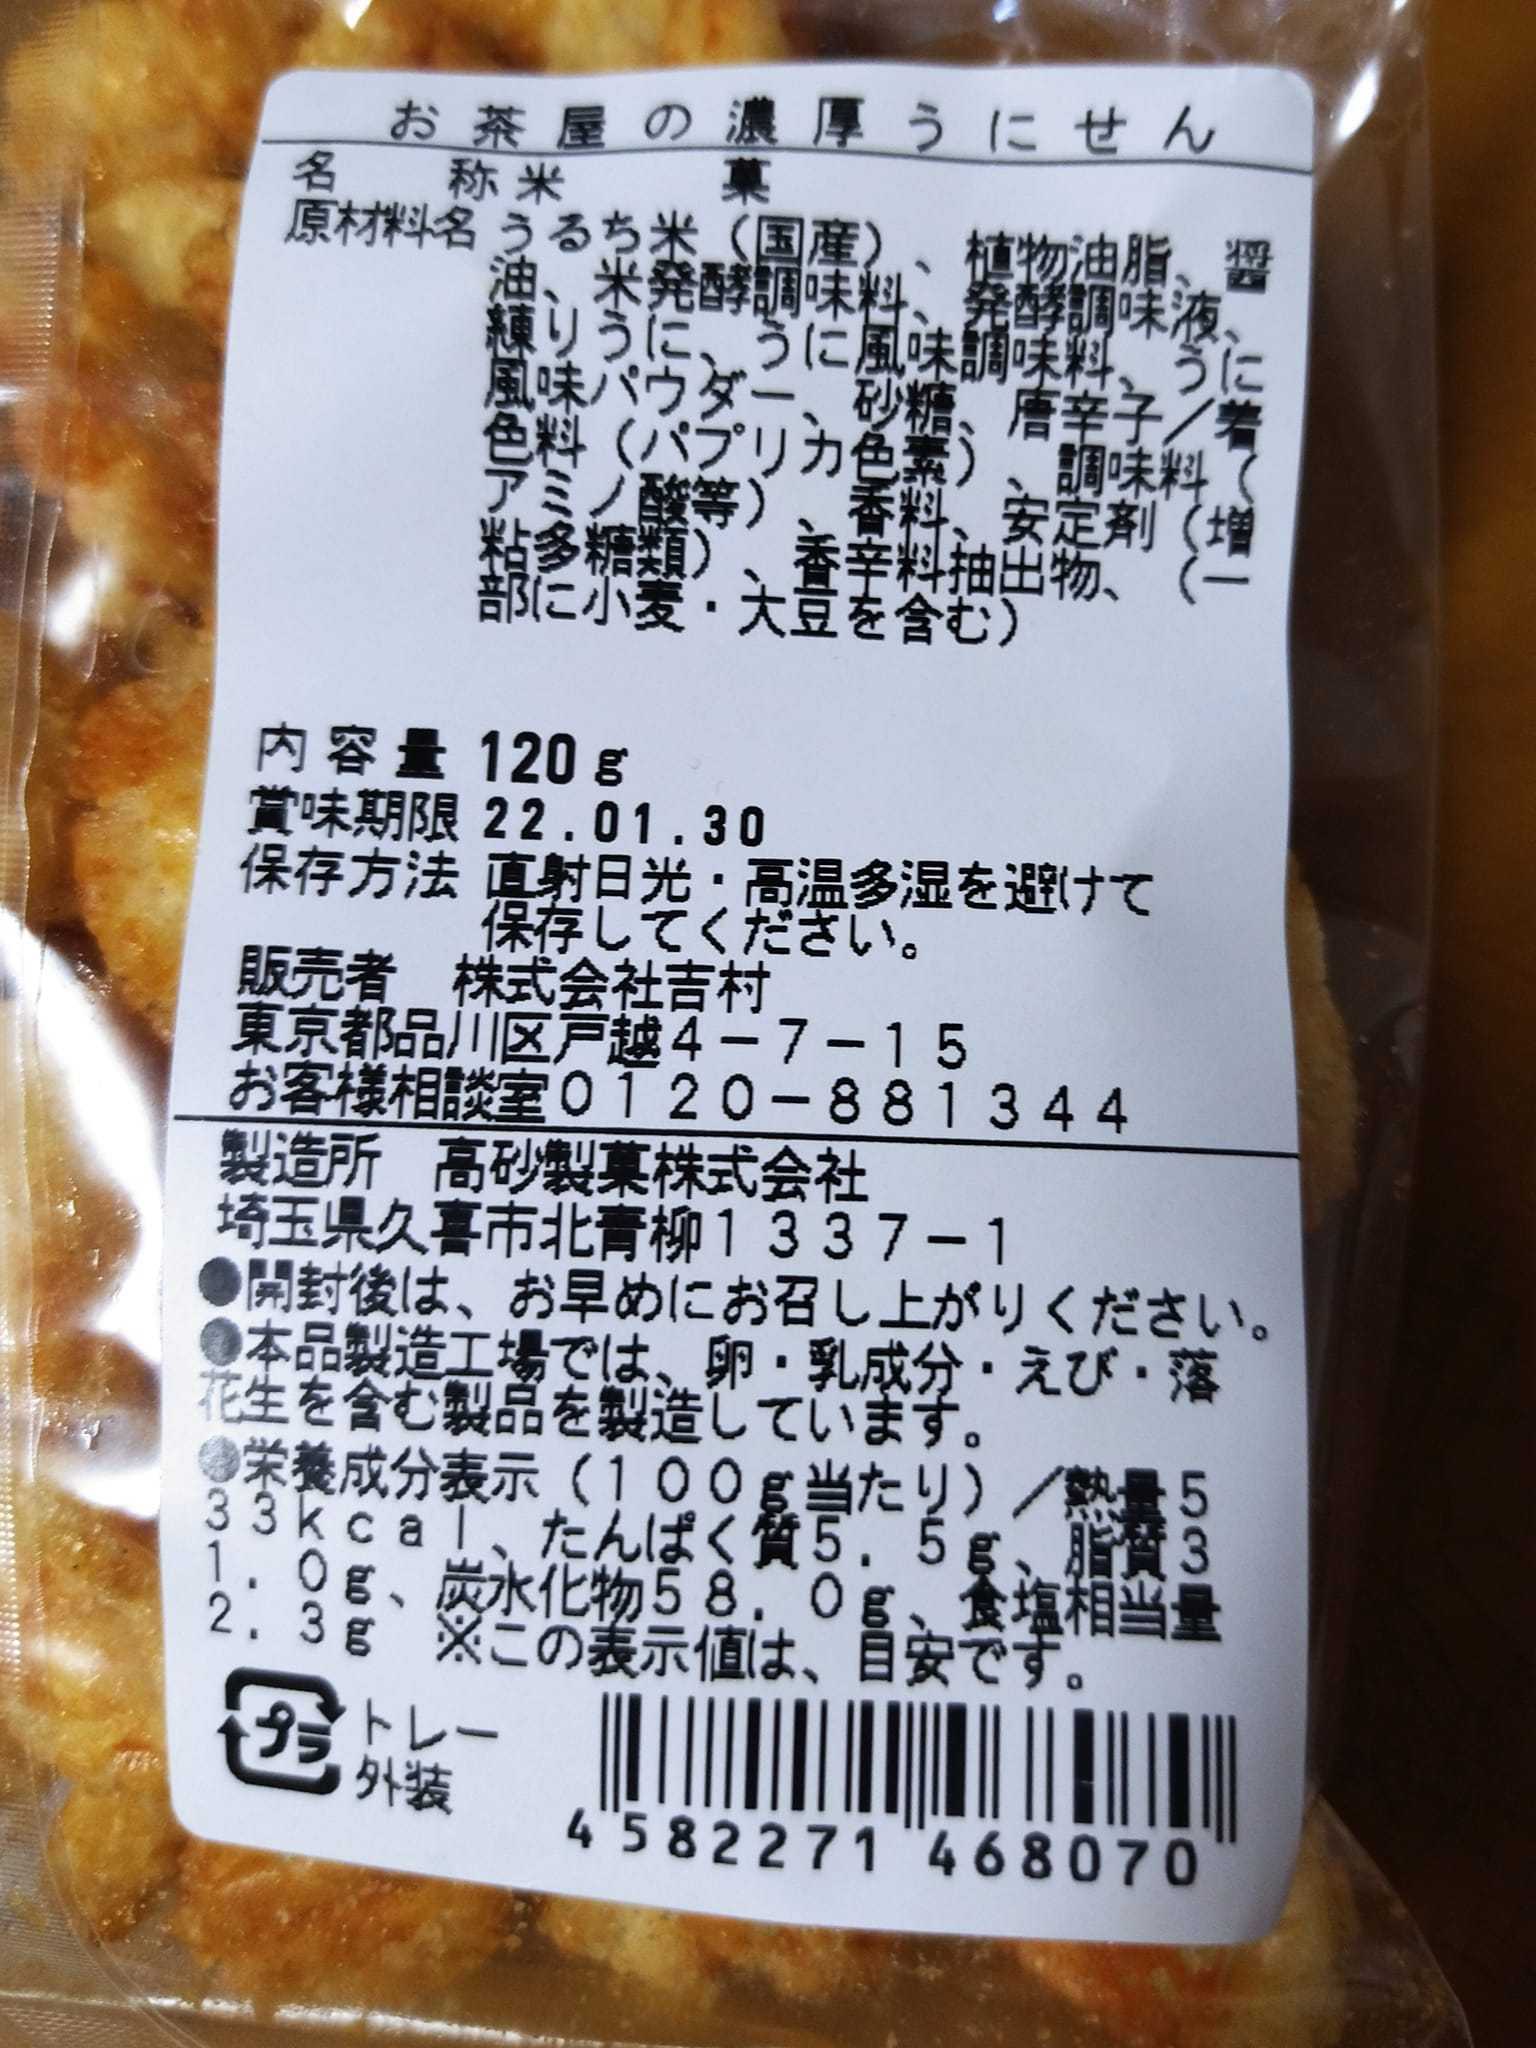 お茶屋の濃厚うにせん
名　称 米　菓
原材料名 うるち米（国産）、植物油脂、醤
油、米発酵調味料、発酵調味液、
練りうに、うに風味調味料、うに
風味パウダー、砂糖、唐辛子／着
色料（パプリカ色素）、調味料（
アミノ酸等）、香料、安定剤（増
粘多糖類）、香辛料抽出物、（一
部に小麦・大豆を含む）
内容量 120g
賞味期限 22.01.30
保存方法 直射日光・高温多湿を避けて
保存してください。
販売者　株式会社吉村
東京都品川区戸越４－７－１５
お客様相談室０１２０－８８１３４４
製造所　高砂製菓株式会社
埼玉県久喜市北青柳１３３７－１
●開封後は、お早めにお召し上がりください。
●本品製造工場では、卵・乳成分・えび・落
花生を含む製品を製造しています。
●栄養成分表示（１００ｇ当たり）／熱量５
３３ｋｃａｌ、たんぱく質５．５ｇ、脂質３
１．０ｇ、炭水化物５８．０ｇ、食塩相当量
２．３ｇ　※この表示値は、目安です。
プラ トレー
外装
4582271 468070